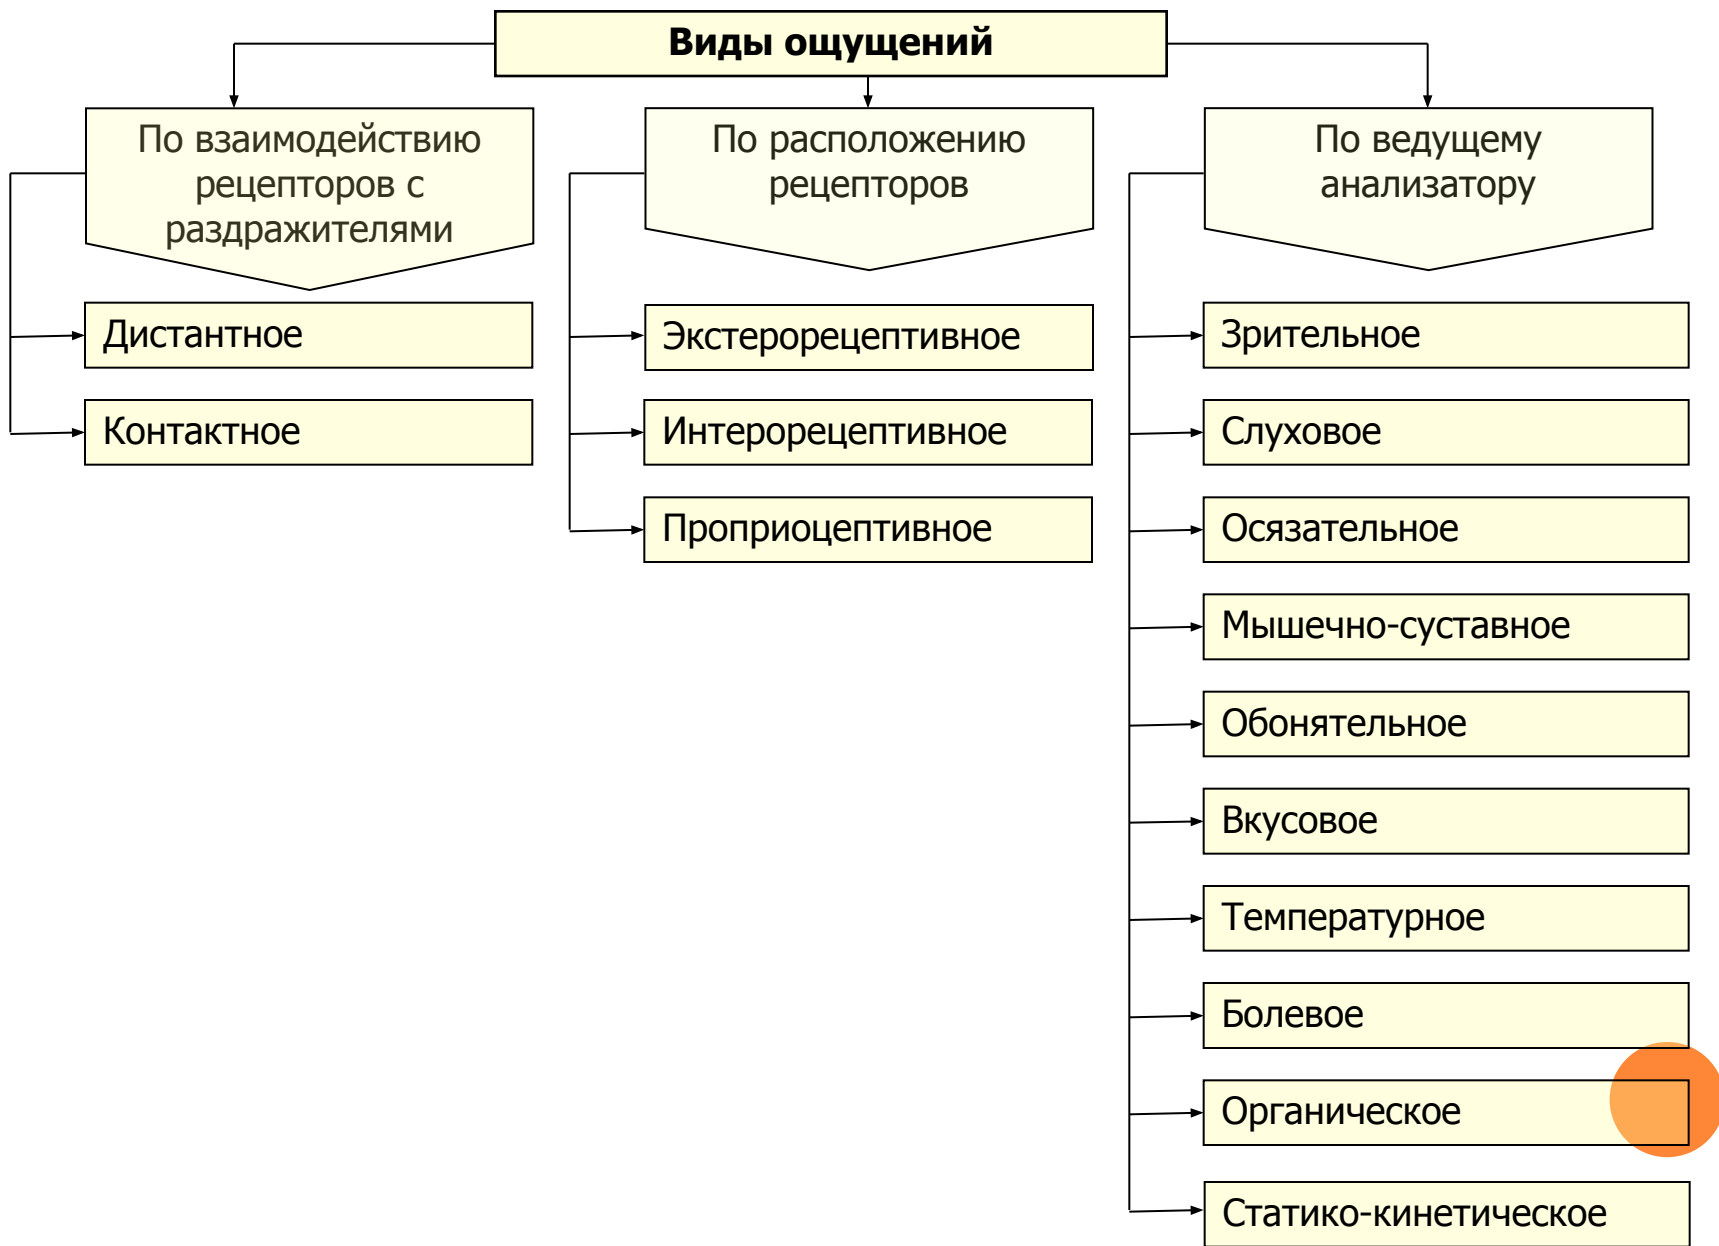 Виды ощущений
По взаимодействию
рецепторов с
раздражителями
Дистантное
Контактное
По расположению
рецепторов
Экстерорецептивное
Интерорецептивное
Проприоцептивное
По ведущему
анализатору
Зрительное
Слуховое
Осязательное
Мышечно-суставное
Обонятельное
Вкусовое
Температурное
Болевое
Органическое
Статико-кинетическое